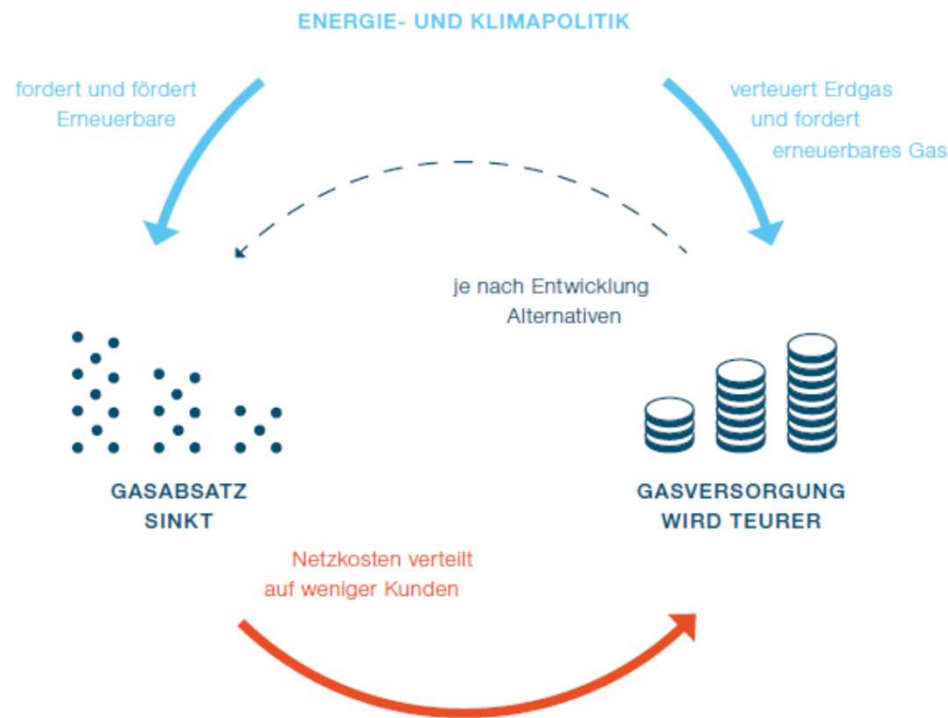 ENERGIE- UND KLIMAPOLITIK
fordert und fördert
Erneuerbare
verteuert Erdgas
und fordert
erneuerbares Gas
je nach Entwicklung
Alternativen
GASABSATZ
SINKT
GASVERSORGUNG
WIRD TEURER
Netzkosten verteilt
auf weniger Kunden